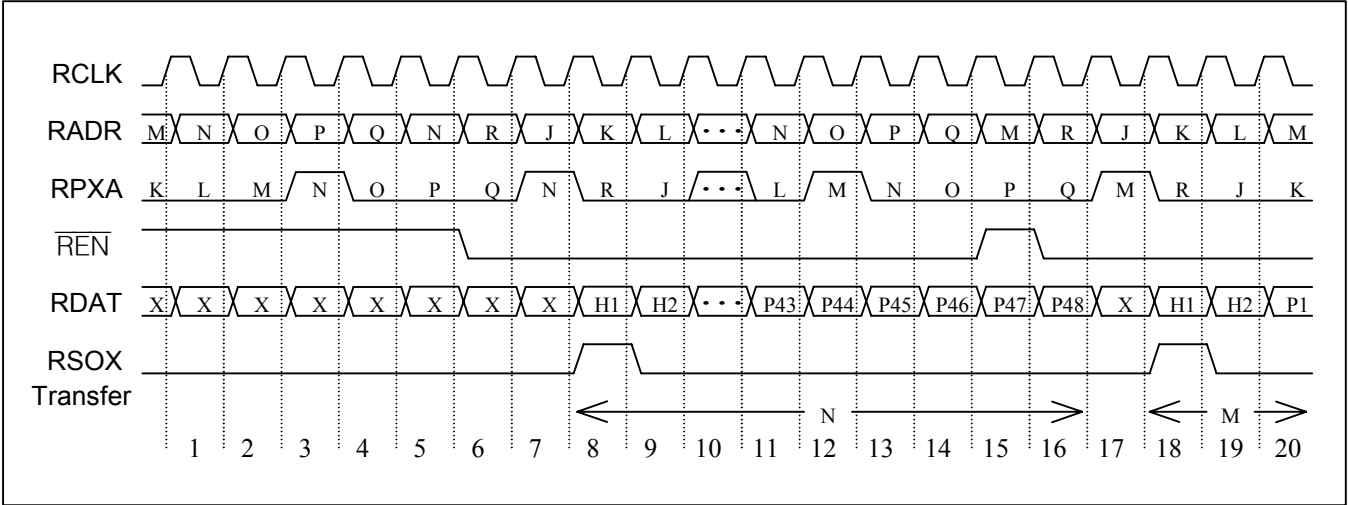 RCLK
RADR M N O P Q N R J K L ··· N O P Q M R J K L M
RPXA K L M N O P Q N R J ··· L M N O P Q M R J K
REN
RDAT X X X X X X X X H1 H2 ··· P43 P44 P45 P46 P47 P48 X H1 H2 P1
RSOX
Transfer
N M
1 2 3 4 5 6 7 8 9 10 11 12 13 14 15 16 17 18 19 20